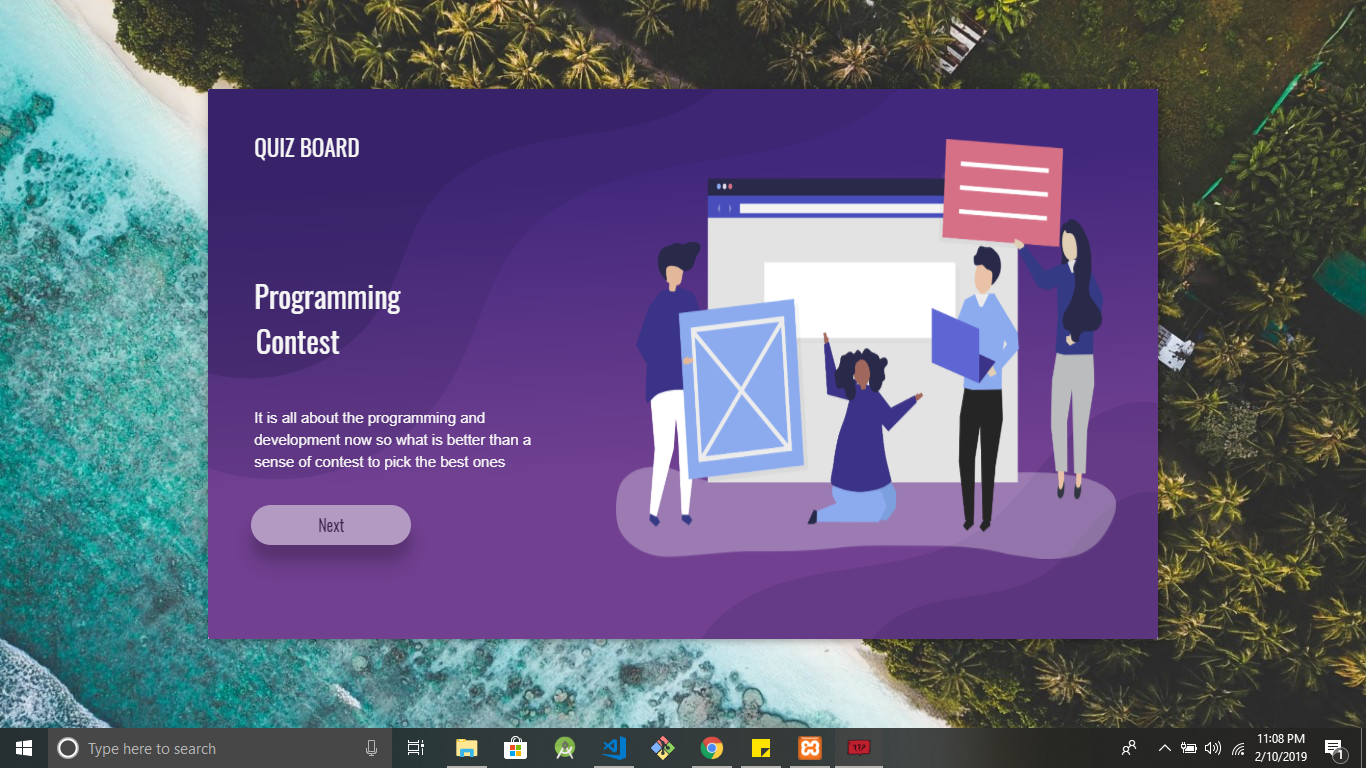 QUIZ BOARD
Programming
Contest
It is all about the programming and
development now so what is better than a
sense of contest to pick the best ones
Next
Type here to search
11:08 PM
2/10/2019
1